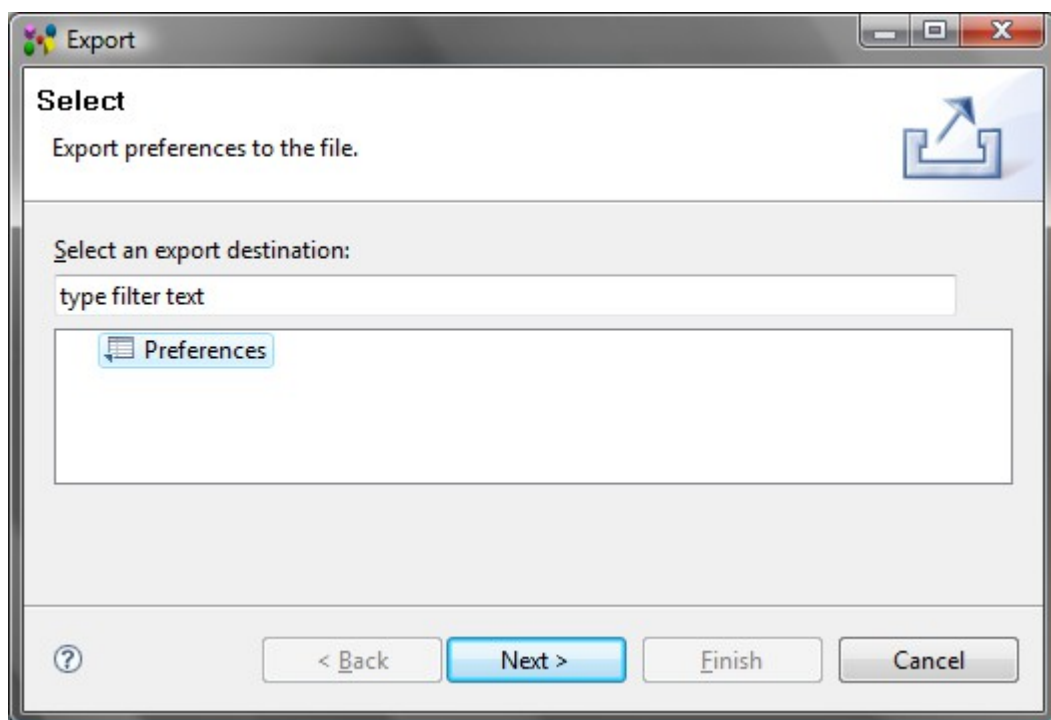 Export
Select
Export preferences to the file.
Select an export destination:
type filter text
Preferences
?
< Back Next > Finish Cancel